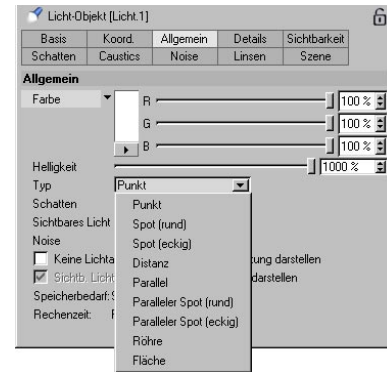 Licht-Objekt [Licht.1]
Basis Koord. Allgemein Details Sichtbarkeit
Schatten Caustics Noise Linsen Szene
Allgemein
Farbe R 100 %
G 100 %
B 100 %
Helligkeit 1000 %
Typ Punkt
Schatten Punkt
Sichtbares Licht Spot (rund)
Noise Spot (eckig)
Keine Lichta Distanz tung darstellen
Sichtb. Licht Parallel darstellen
Speicherbedarf: Paralleler Spot (rund)
Rechenzeit: Paralleler Spot (eckig)
Röhre
Fläche